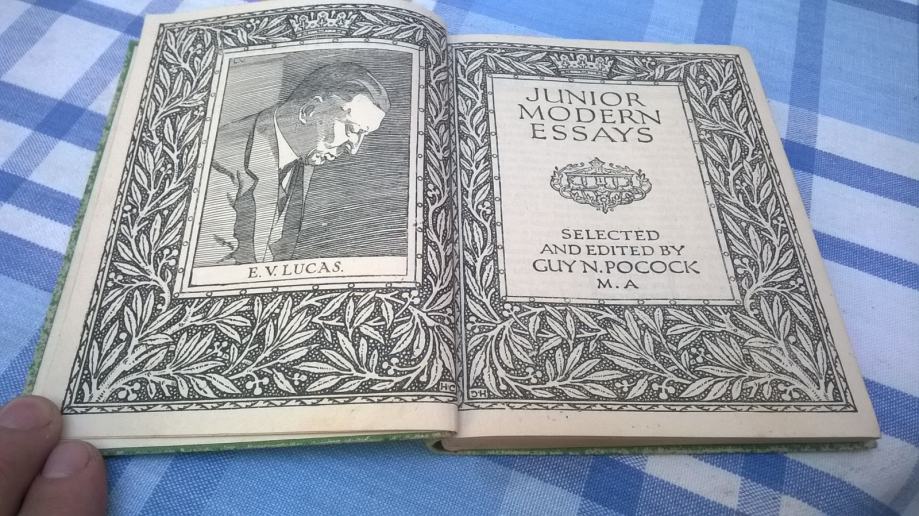 E. V. LUCAS.
JUNIOR
MODERN
ESSAYS
SELECTED
AND EDITED BY
GUY N. POCOCK
M. A